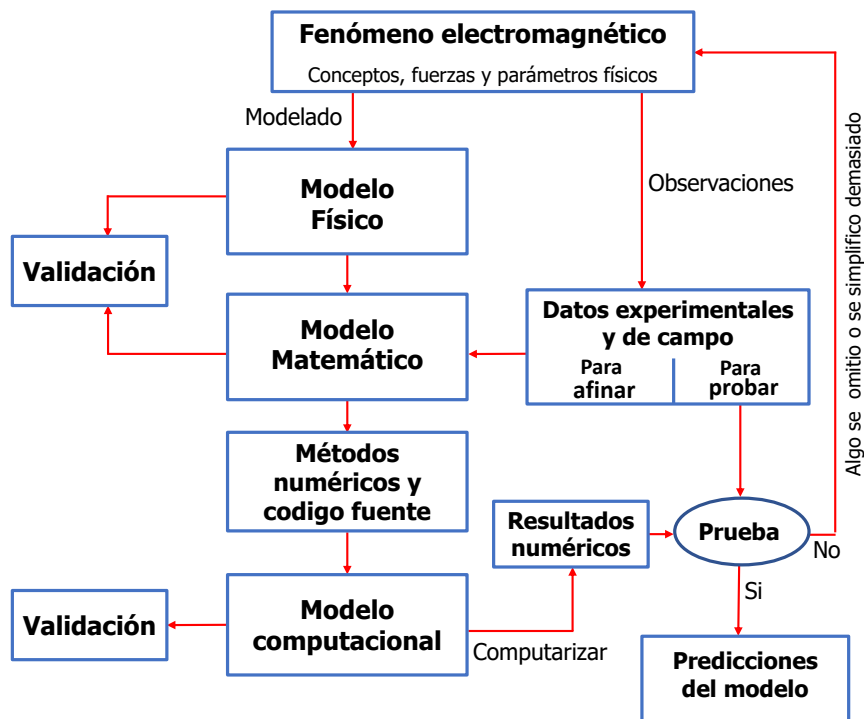 Fenómeno electromagnético
Conceptos, fuerzas y parámetros físicos
Modelado
Observaciones
Algo se omitio o se simplifico demasiado
Modelo
Físico
Validación
Modelo
Matemático
Datos experimentales
y de campo
Para
afinar
Para
probar
Métodos
numéricos y
codigo fuente
Resultados
numéricos
Prueba
No
Si
Validación
Modelo
computacional
Computarizar
Predicciones
del modelo